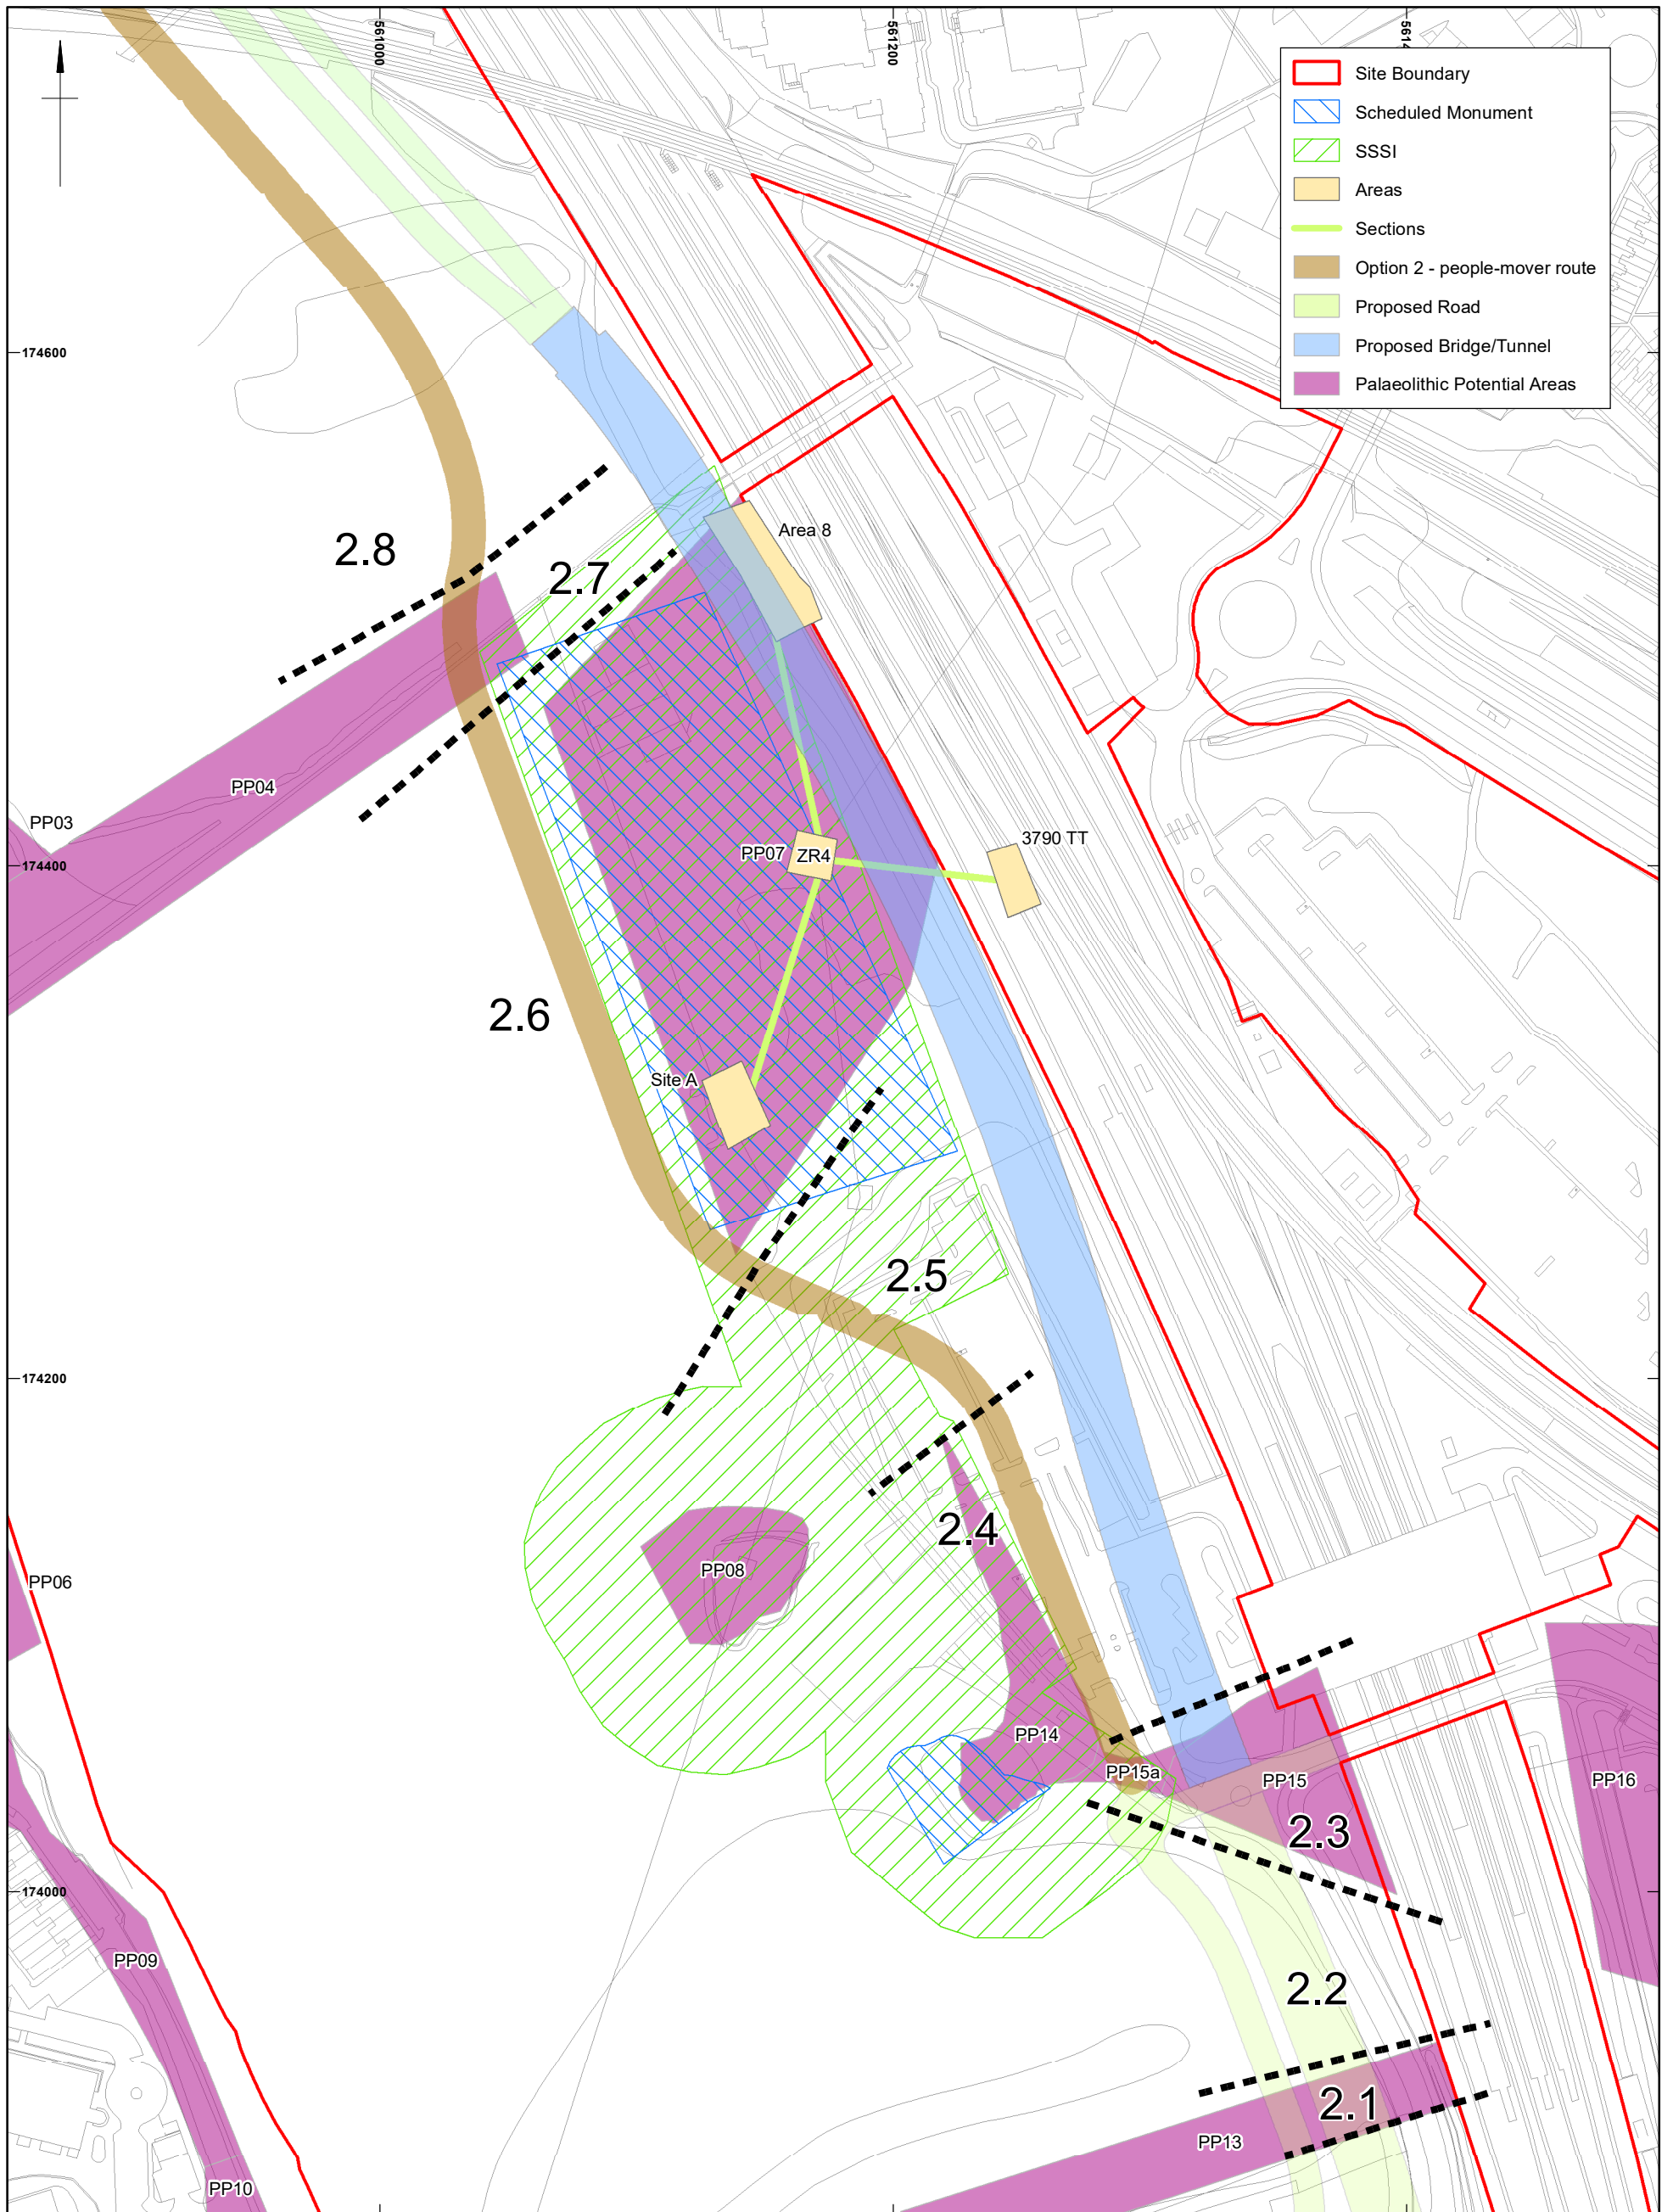 561000
561200
5614
Site Boundary
Scheduled Monument
SSSI
Areas
Sections
Option 2 - people-mover route
Proposed Road
Proposed Bridge/Tunnel
Palaeolithic Potential Areas
174600
Area 8
2.8
2.7
PP04
PP03
3790 TT
PP07
ZR4
174400
2.6
Site A
2.5
174200
2.4
PP08
PP06
PP14
PP15a
PP15
PP16
2.3
174000
PP09
2.2
2.1
PP13
PP10